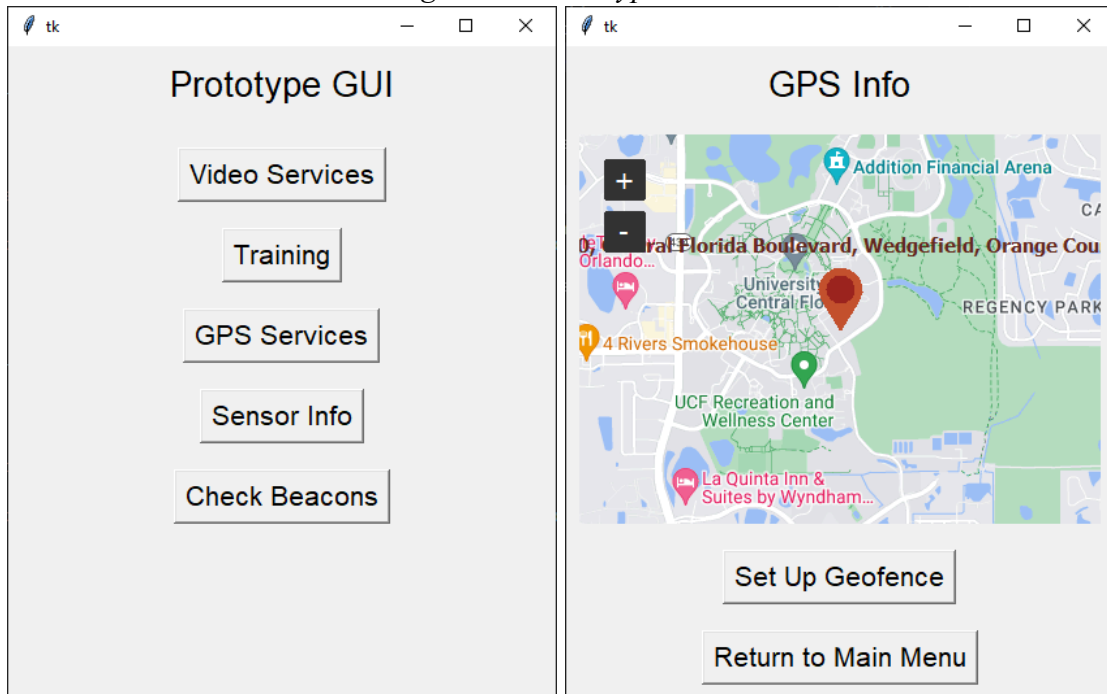 tk
Prototype GUI
Video Services
Training
GPS Services
Sensor Info
Check Beacons
tk
GPS Info
+
-
Addition Financial Arena
CA
Florida Boulevard, Wedgefield, Orange Cou
Orlando...
University
Central Flo
REGENCY PARK
4 Rivers Smokehouse
UCF Recreation and
Wellness Center
La Quinta Inn &
Suites by Wyndham...
Set Up Geofence
Return to Main Menu